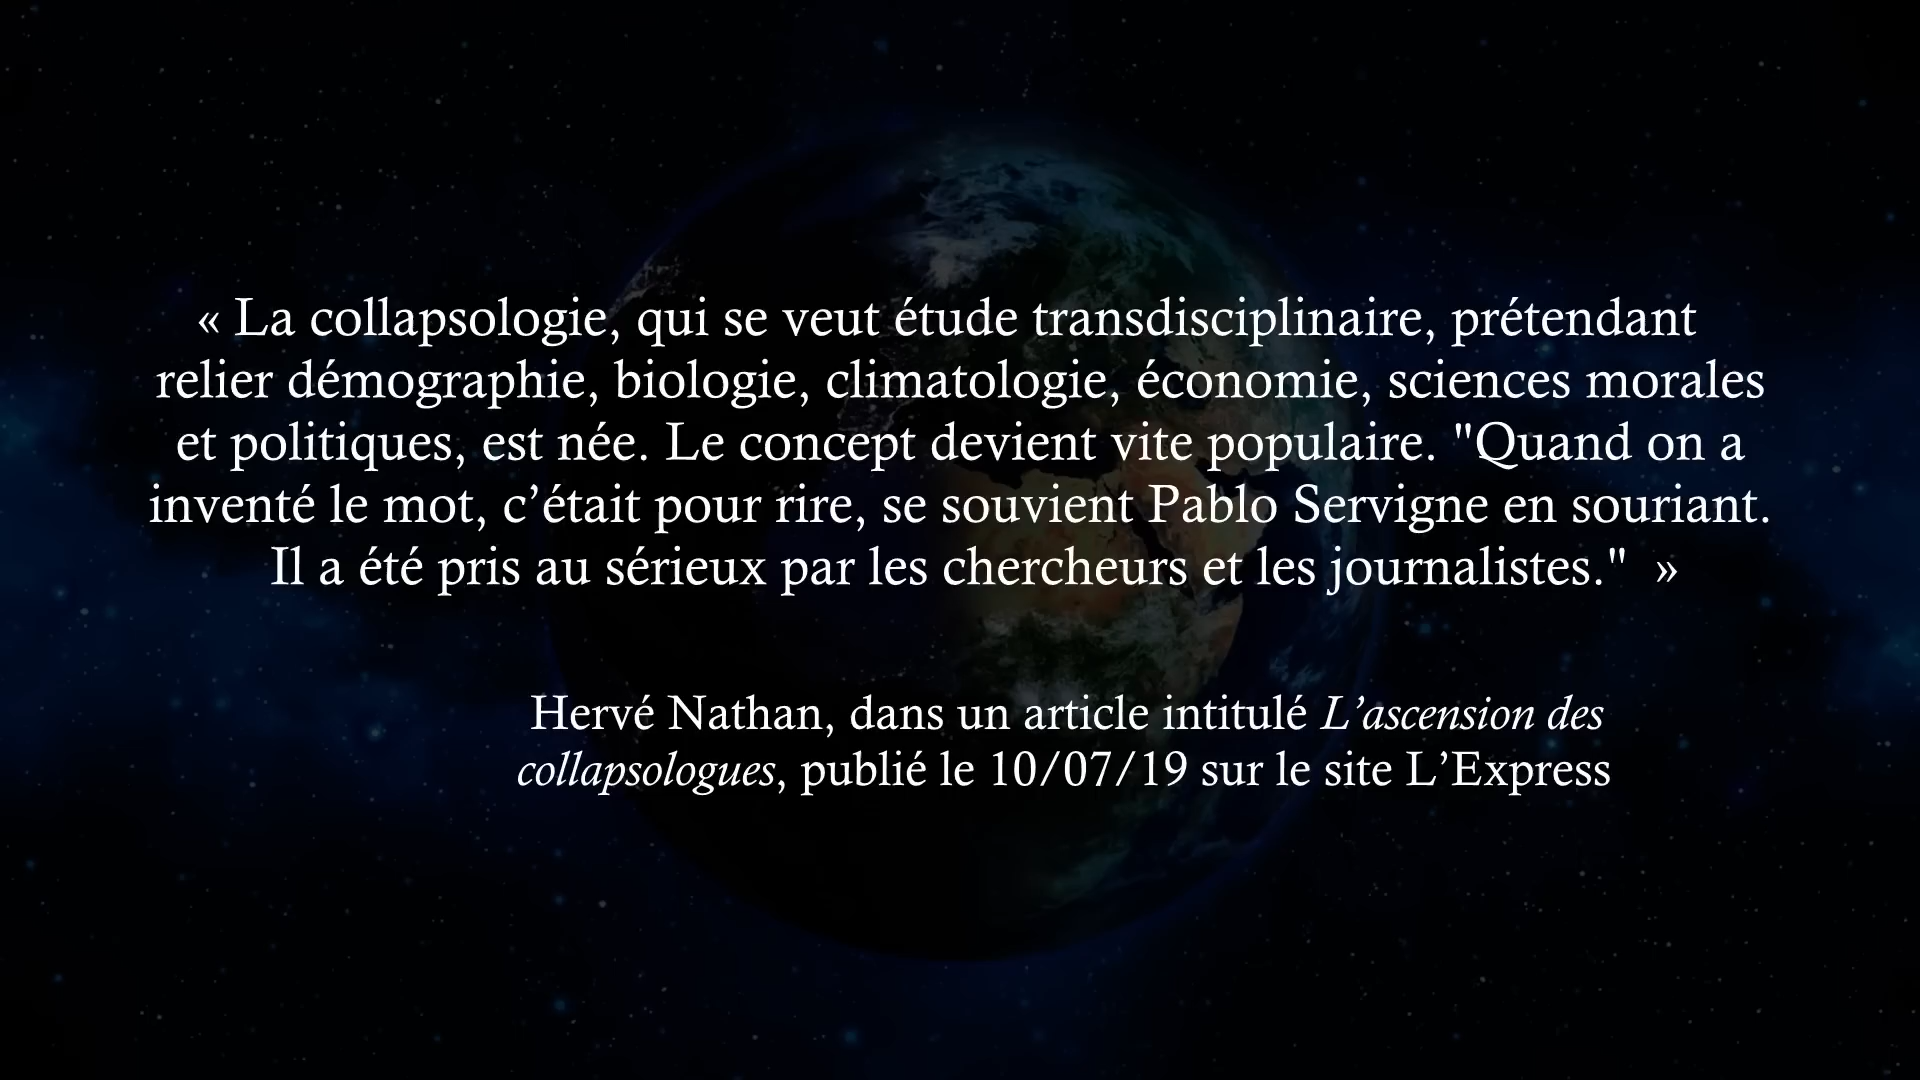 « La collapsologie, qui se veut étude transdisciplinaire, prétendant
relier démographie, biologie, climatologie, économie, sciences morales
et politiques, est née. Le concept devient vite populaire. "Quand on a
inventé le mot, c’était pour rire, se souvient Pablo Servigne en souriant.
Il a été pris au sérieux par les chercheurs et les journalistes."  »
Hervé Nathan, dans un article intitulé L’ascension des
collapsologues, publié le 10/07/19 sur le site L’Express